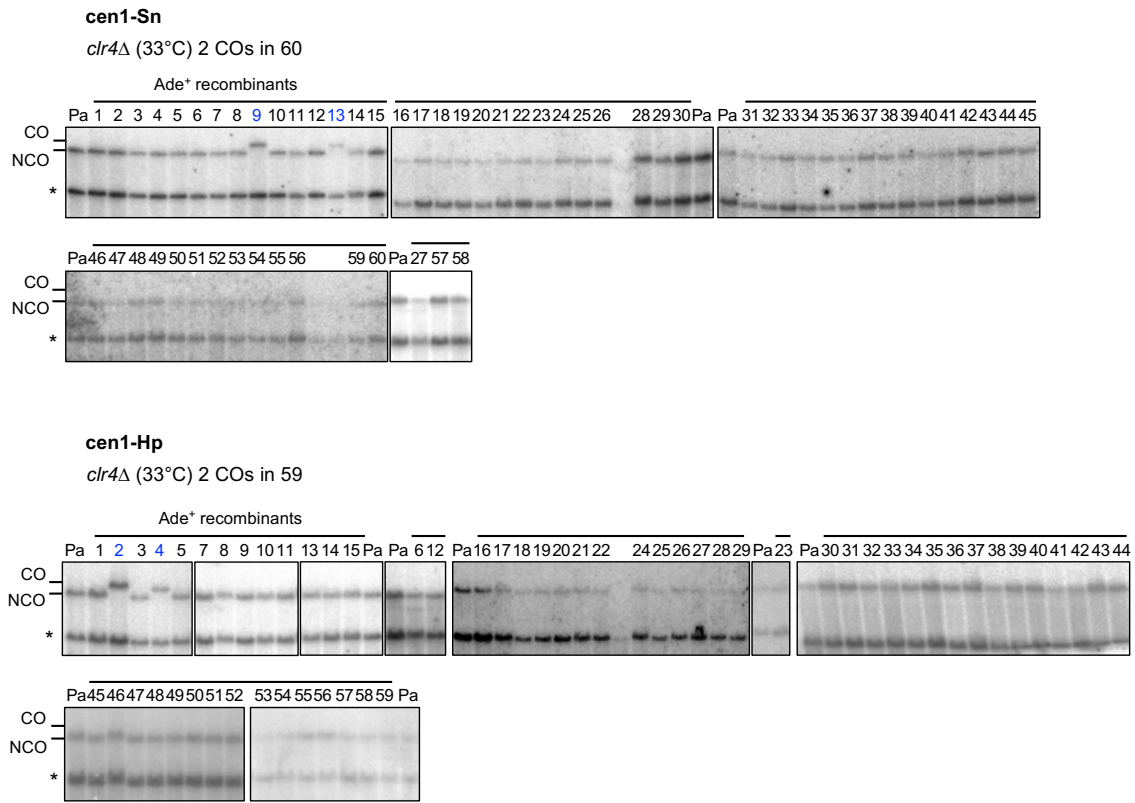 cen1-Sn
clr4Δ (33°C) 2 COs in 60
Ade+ recombinants
Pa 1 2 3 4 5 6 7 8 9 10 11 12 13 14 15 16 17 18 19 20 21 22 23 24 25 26 28 29 30 Pa Pa 31 32 33 34 35 36 37 38 39 40 41 42 43 44 45
CO
NCO
*
Pa 46 47 48 49 50 51 52 53 54 55 56 59 60 Pa 27 57 58
CO
NCO
*
cen1-Hp
clr4Δ (33°C) 2 COs in 59
Ade+ recombinants
Pa 1 2 3 4 5 7 8 9 10 11 13 14 15 Pa Pa 6 12 Pa 16 17 18 19 20 21 22 24 25 26 27 28 29 Pa 23 Pa 30 31 32 33 34 35 36 37 38 39 40 41 42 43 44
CO
NCO
*
Pa 45 46 47 48 49 50 51 52 53 54 55 56 57 58 59 Pa
CO
NCO
*